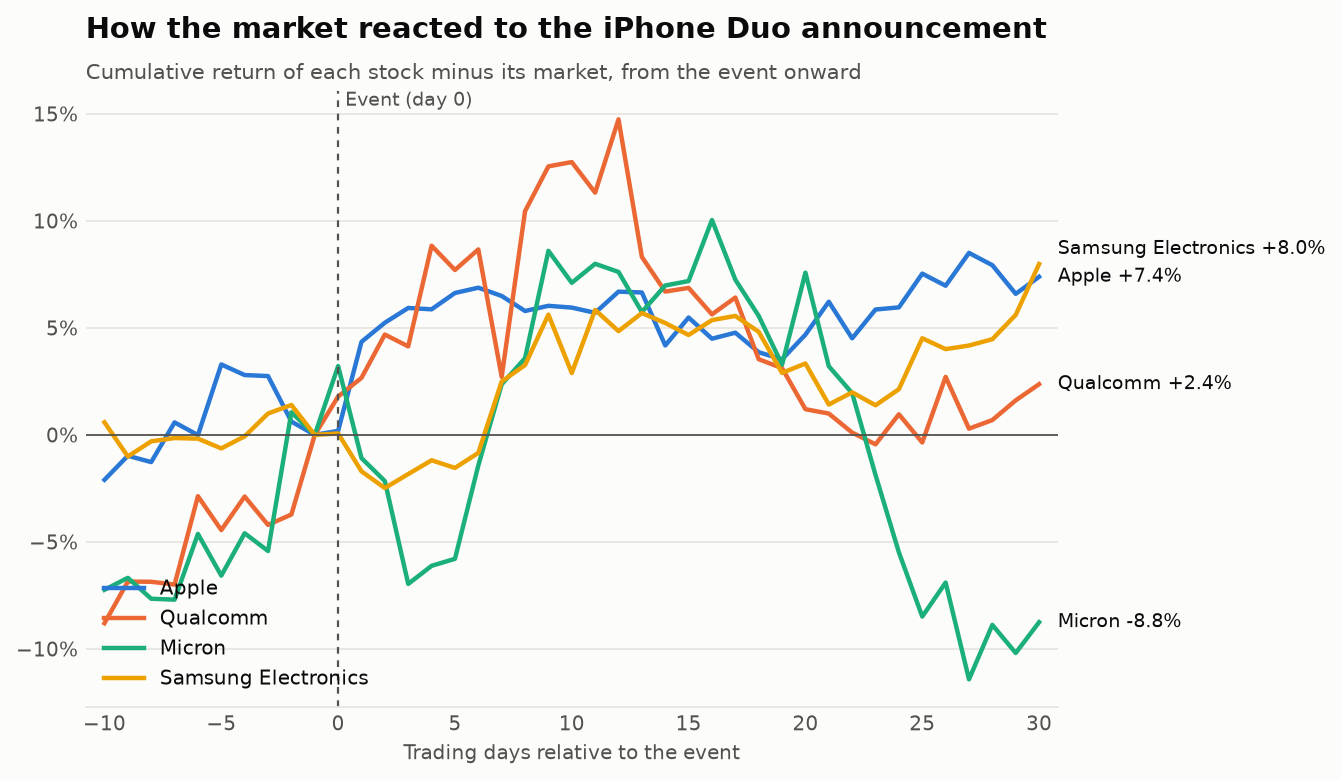 How the market reacted to the iPhone Duo announcement
Cumulative return of each stock minus its market, from the event onward
Event (day 0)
15%
10%
5%
0%
−5%
−10%
Samsung Electronics +8.0%
Apple +7.4%
Qualcomm +2.4%
Micron -8.8%
Apple
Qualcomm
Micron
Samsung Electronics
−10 −5 0 5 10 15 20 25 30
Trading days relative to the event